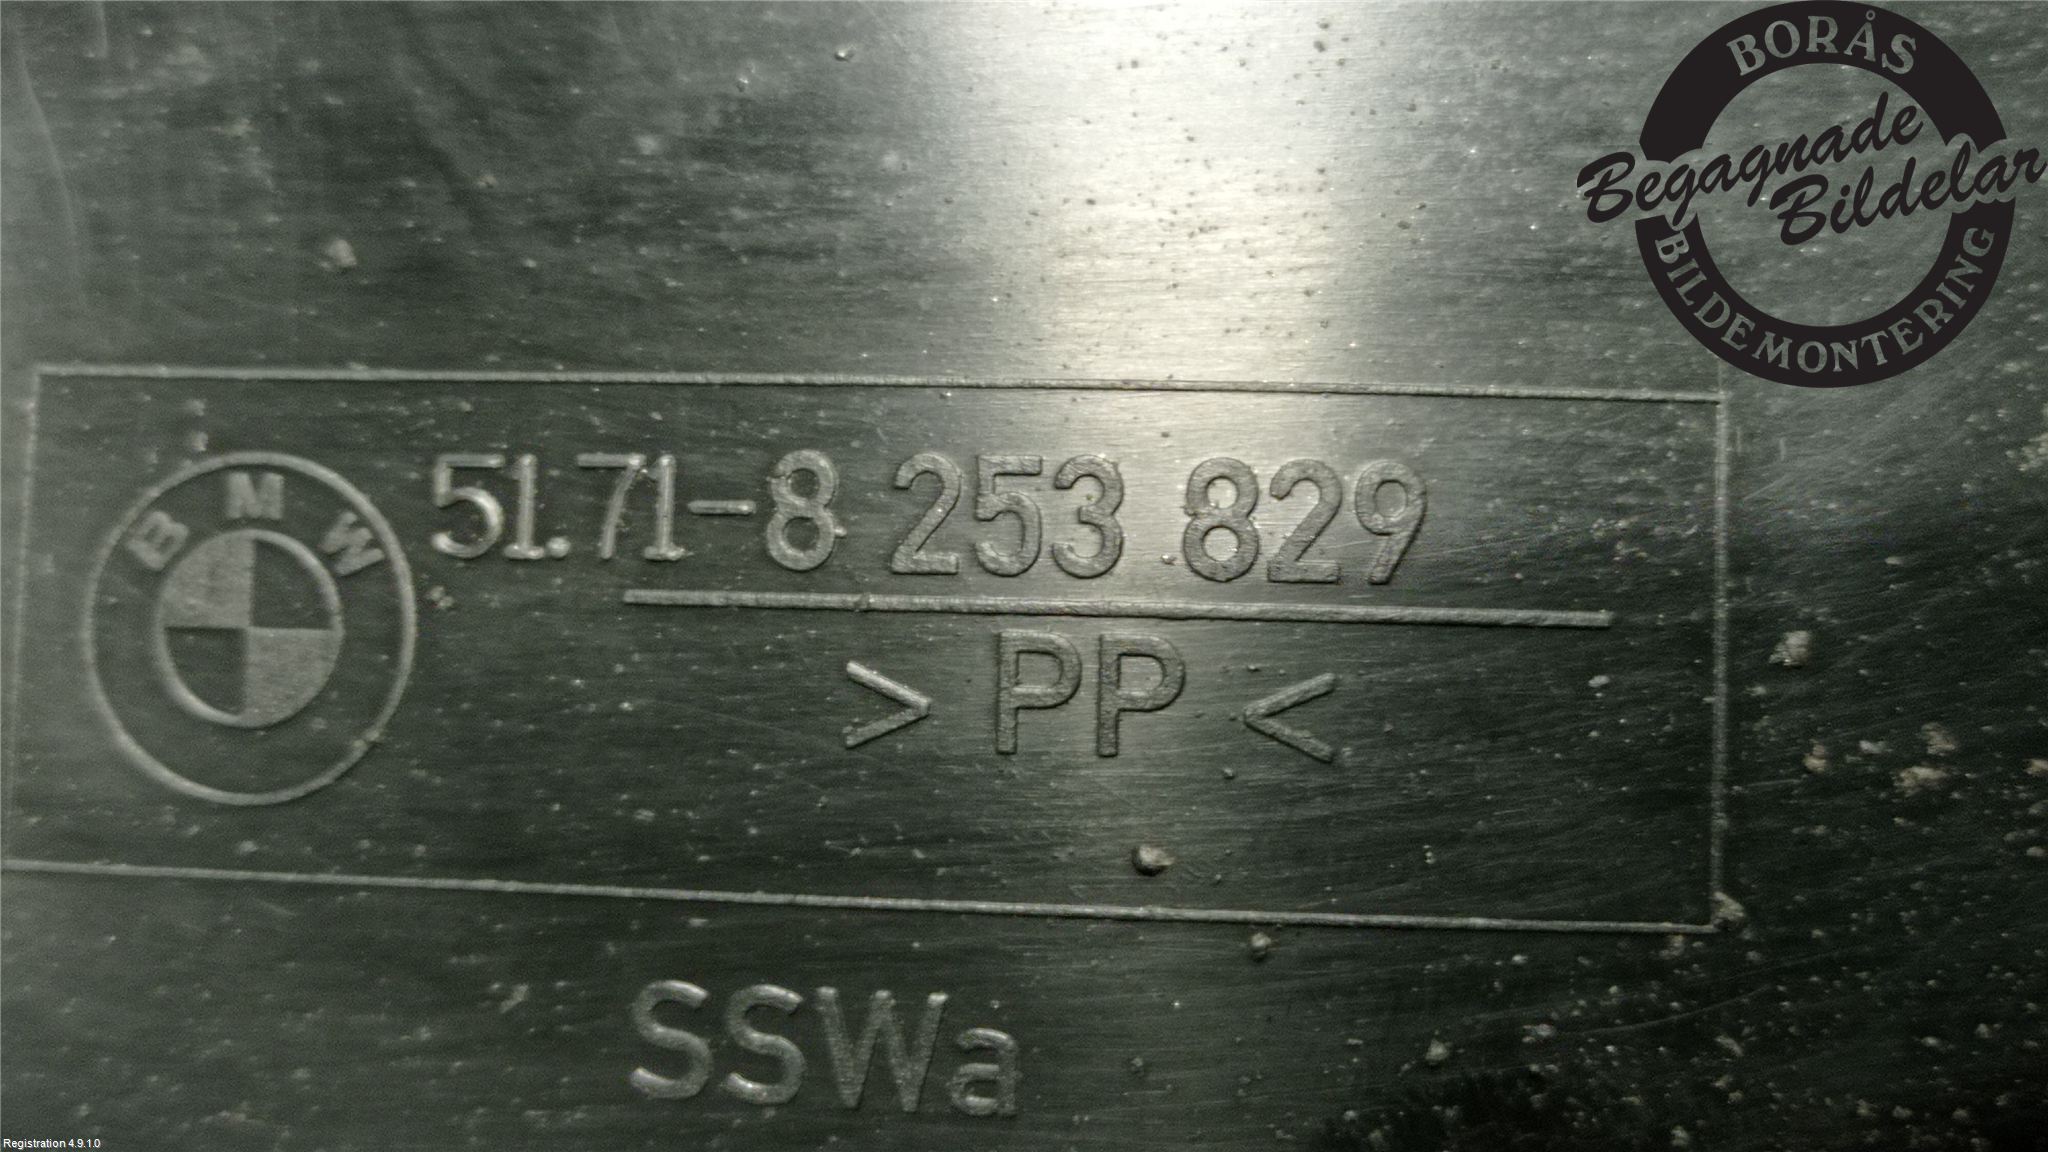 BORÅS
Begagnade
Bildelar
BILDEMONTERING
BMW
51.71-8 253 829
>PP<
SSWa
Registration 4.9.1.0